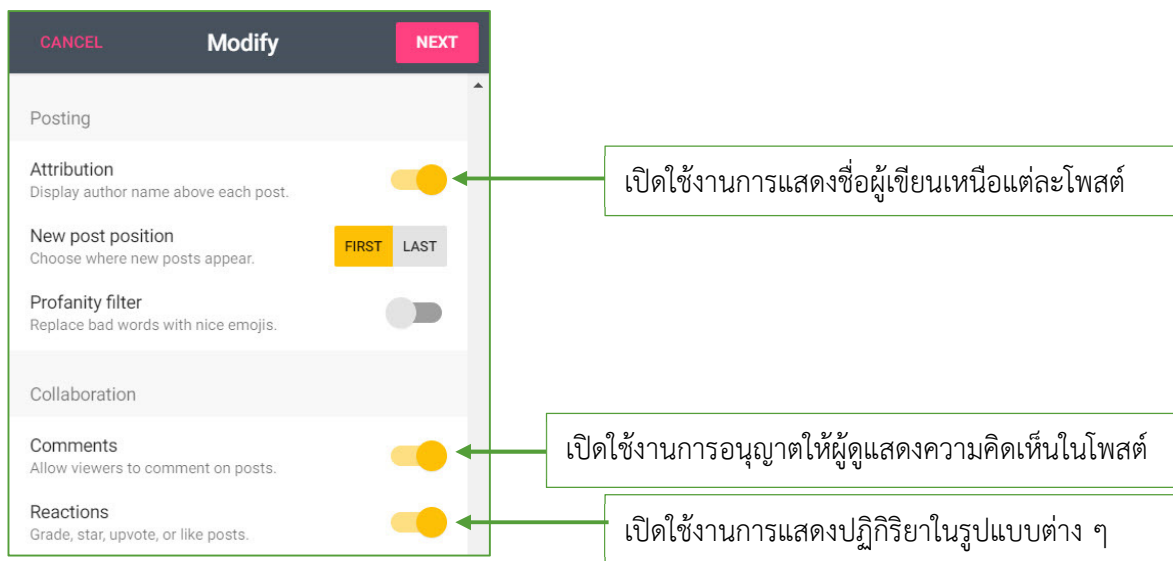 CANCEL Modify NEXT
Posting
Attribution
Display author name above each post.
เปิดใช้งานการแสดงชื่อผู้เขียนเหนือแต่ละโพสต์
New post position
Choose where new posts appear.
FIRST LAST
Profanity filter
Replace bad words with nice emojis.
Collaboration
Comments
Allow viewers to comment on posts.
เปิดใช้งานการอนุญาตให้ผู้ดูแสดงความคิดเห็นในโพสต์
Reactions
Grade, star, upvote, or like posts.
เปิดใช้งานการแสดงปฏิกิริยาในรูปแบบต่าง ๆ